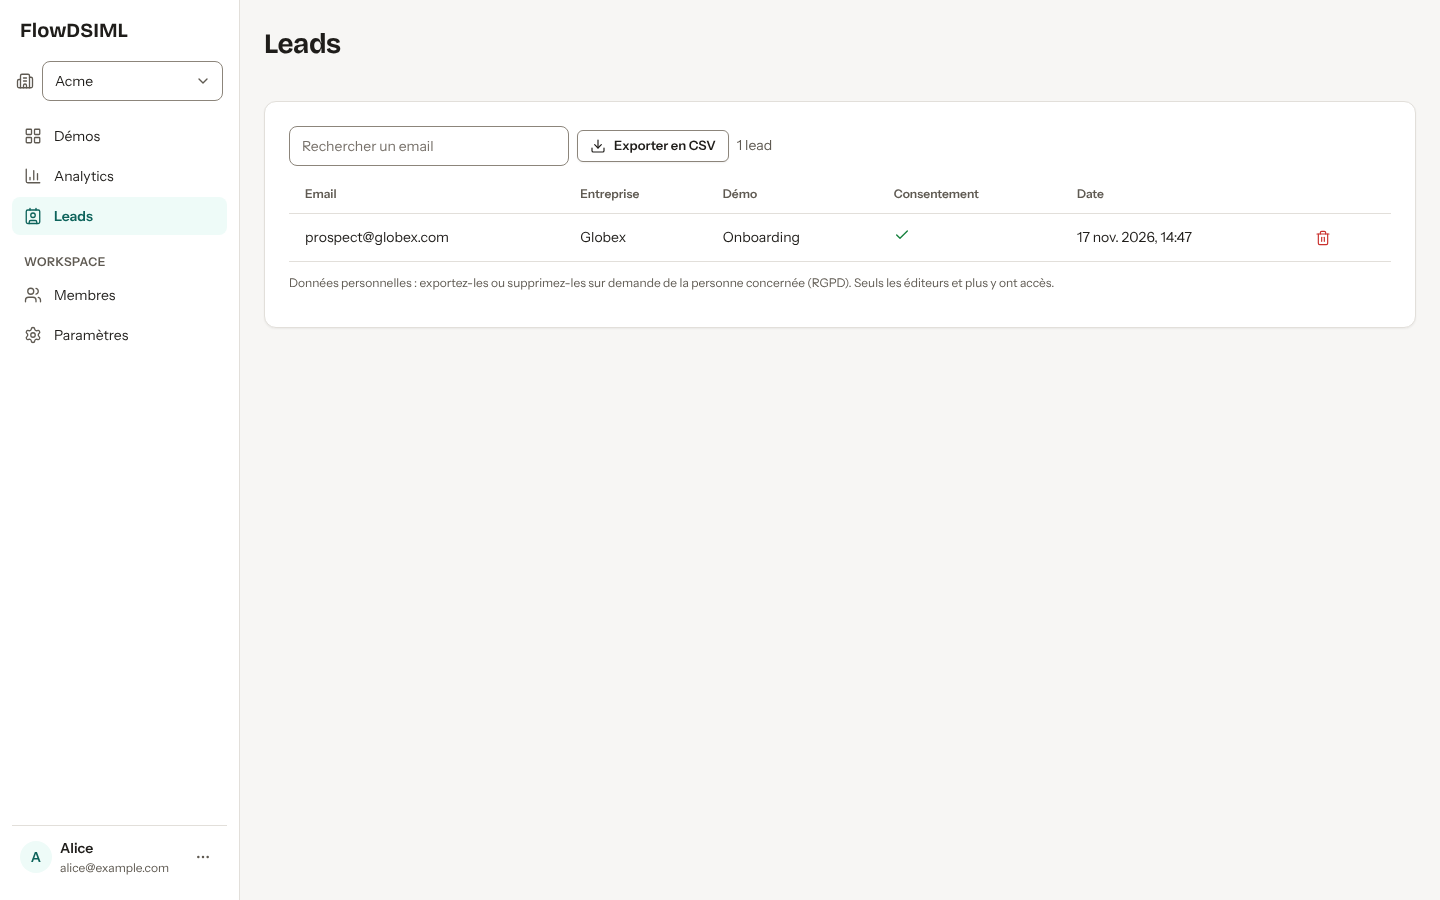 FlowDSIML
Acme
Démos
Analytics
Leads
WORKSPACE
Membres
Paramètres
A
Alice
alice@example.com
Leads
Rechercher un email
Exporter en CSV
1 lead
Email Entreprise Démo Consentement Date
prospect@globex.com Globex Onboarding 17 nov. 2026, 14:47
Données personnelles : exportez-les ou supprimez-les sur demande de la personne concernée (RGPD). Seuls les éditeurs et plus y ont accès.